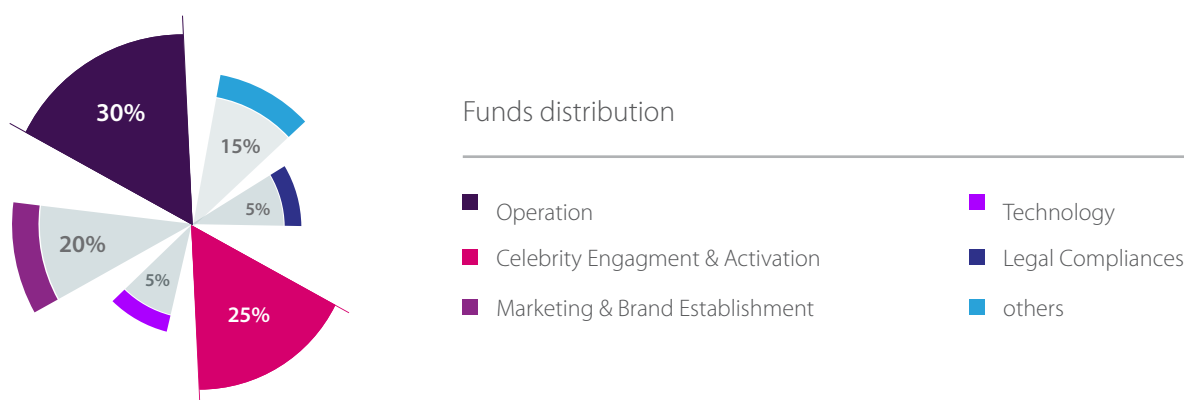 30%
15%
5%
20%
5%
25%
Funds distribution
Operation
Celebrity Engagment & Activation
Marketing & Brand Establishment
Technology
Legal Compliances
others